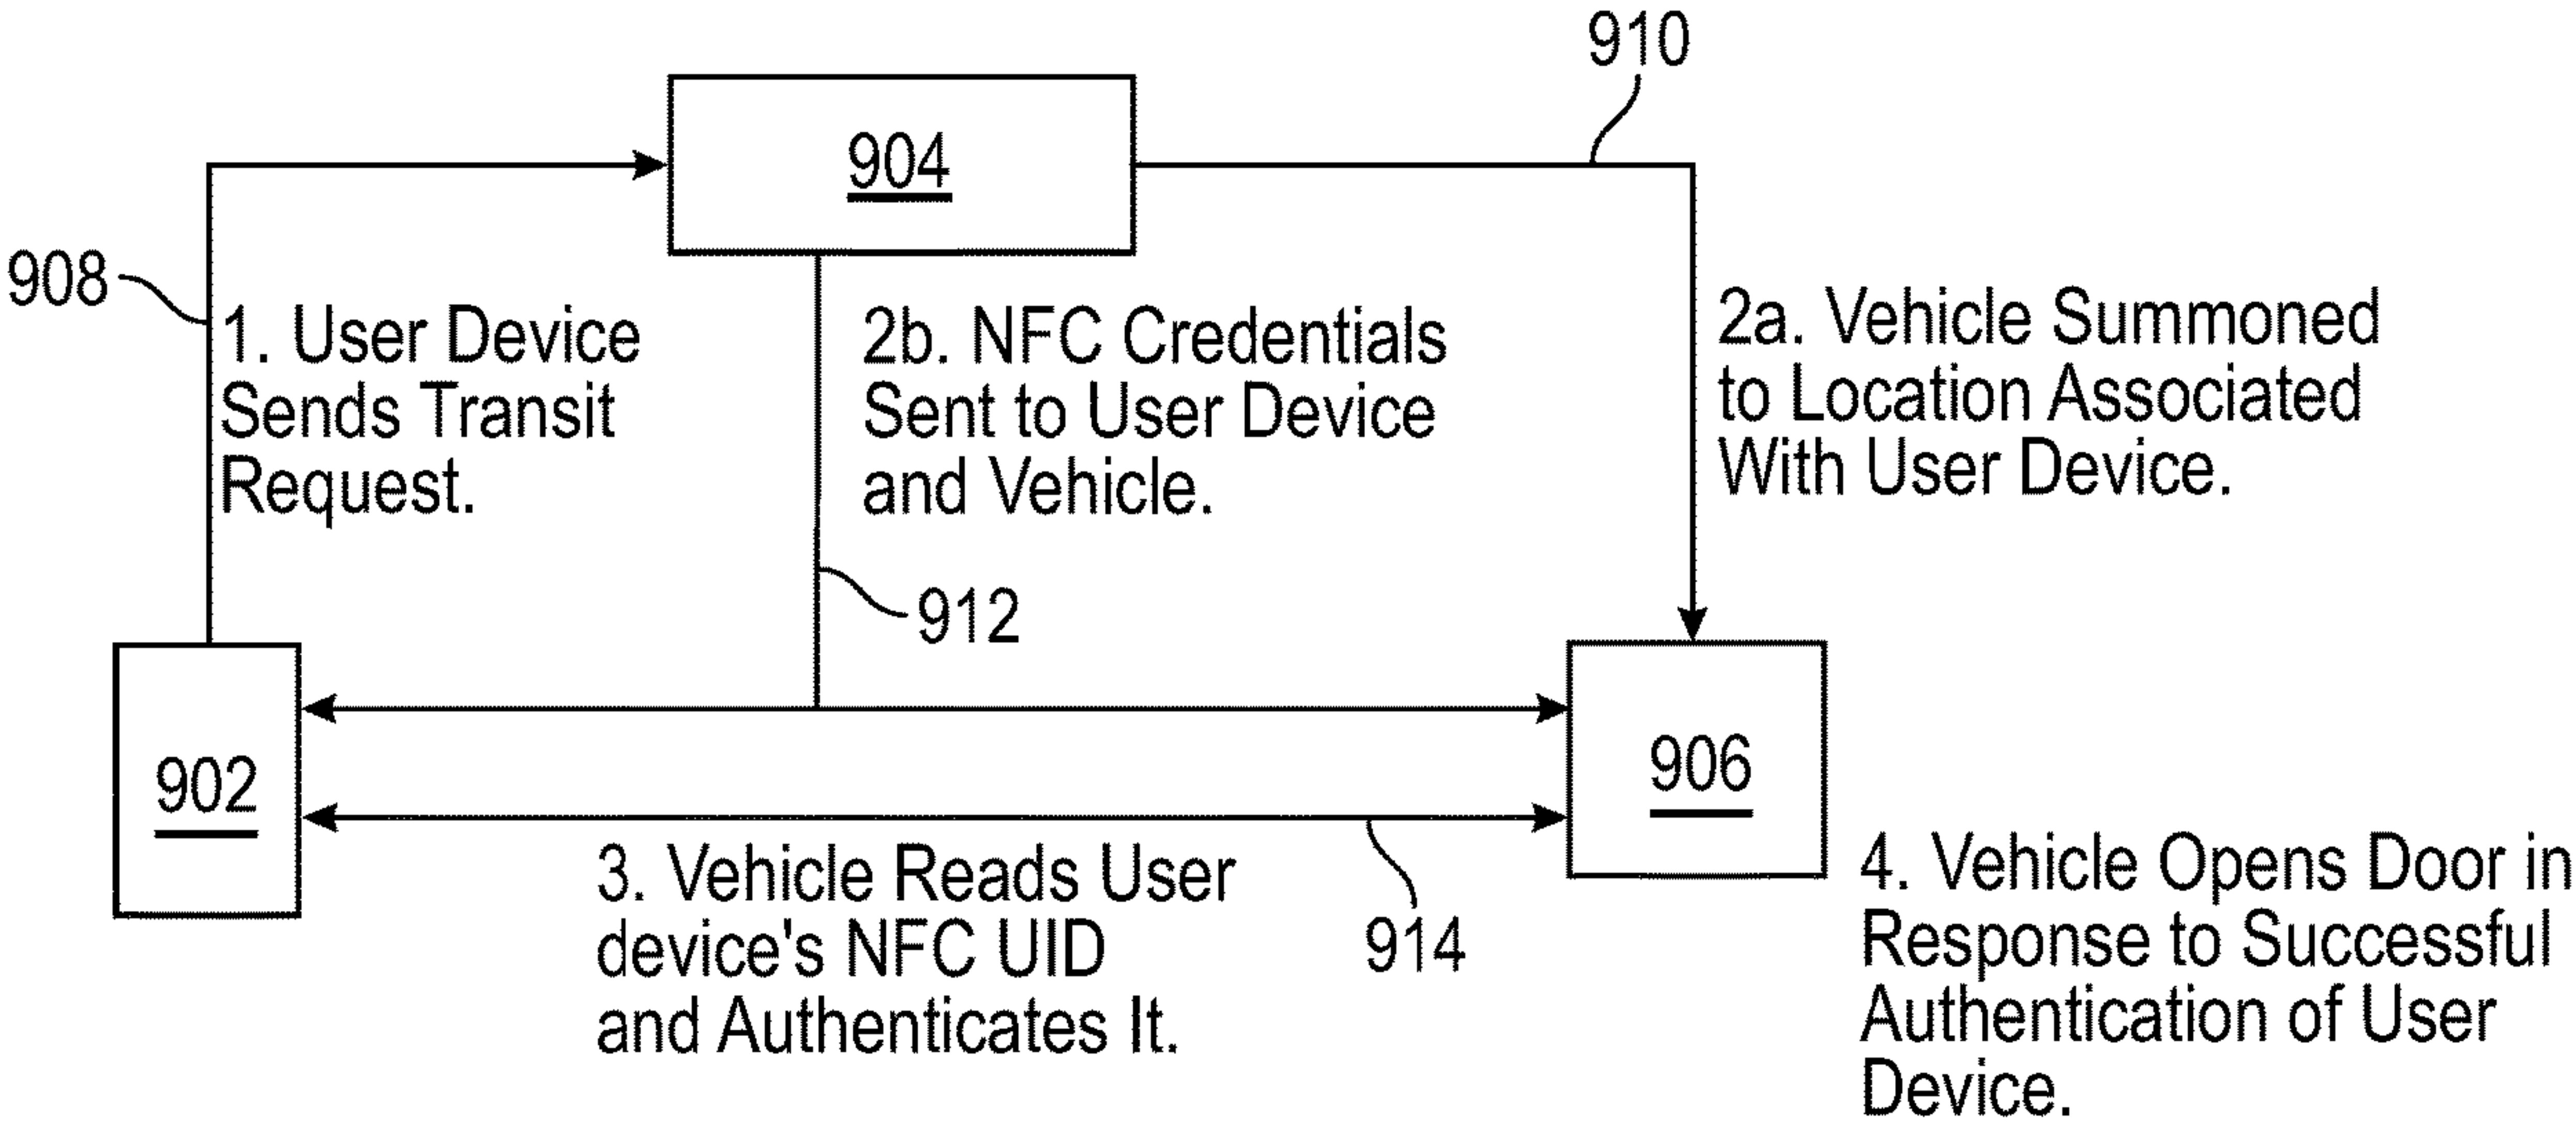 910
904
908
1. User Device
Sends Transit
Request.
2b. NFC Credentials
Sent to User Device
and Vehicle.
2a. Vehicle Summoned
to Location Associated
With User Device.
912
902
906
3. Vehicle Reads User
device's NFC UID
and Authenticates It.
914
4. Vehicle Opens Door in
Response to Successful
Authentication of User
Device.